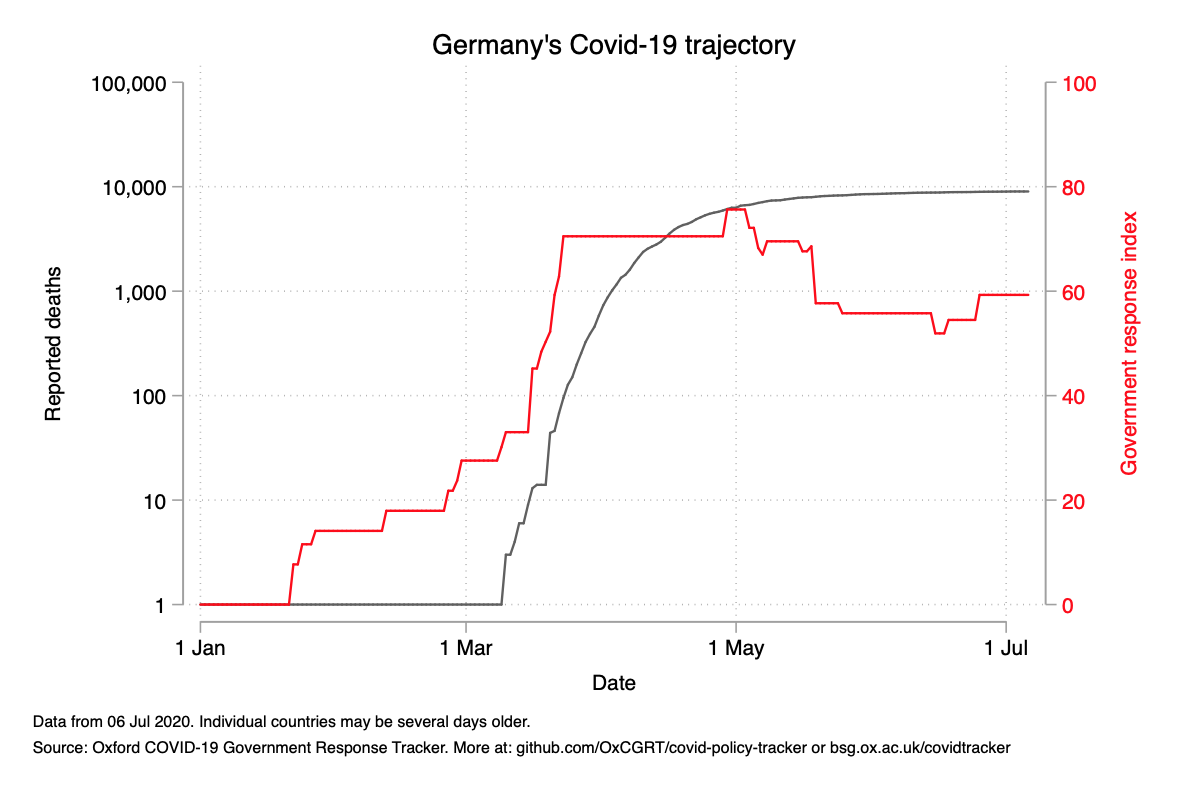 Germany's Covid-19 trajectory
100,000
10,000
1,000
100
10
1
Reported deaths
100
80
60
40
20
0
Government response index
1 Jan
1 Mar
1 May
1 Jul
Date
Data from 06 Jul 2020. Individual countries may be several days older.
Source: Oxford COVID-19 Government Response Tracker. More at: github.com/OxCGRT/covid-policy-tracker or bsg.ox.ac.uk/covidtracker